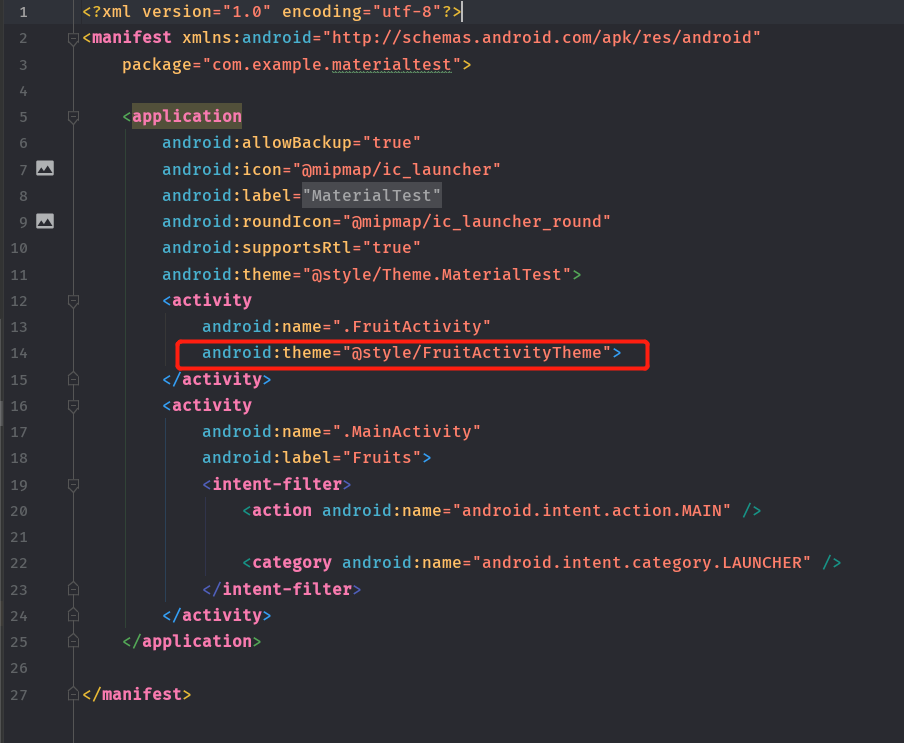 1 <?xml version="1.0" encoding="utf-8"?>
2 <manifest xmlns:android="http://schemas.android.com/apk/res/android"
3     package="com.example.materialtest">
4
5     <application
6         android:allowBackup="true"
7         android:icon="@mipmap/ic_launcher"
8         android:label="MaterialTest"
9         android:roundIcon="@mipmap/ic_launcher_round"
10         android:supportsRtl="true"
11         android:theme="@style/Theme.MaterialTest">
12         <activity
13             android:name=".FruitActivity"
14             android:theme="@style/FruitActivityTheme">
15         </activity>
16         <activity
17             android:name=".MainActivity"
18             android:label="Fruits">
19             <intent-filter>
20                 <action android:name="android.intent.action.MAIN" />
21
22                 <category android:name="android.intent.category.LAUNCHER" />
23             </intent-filter>
24         </activity>
25     </application>
26
27 </manifest>